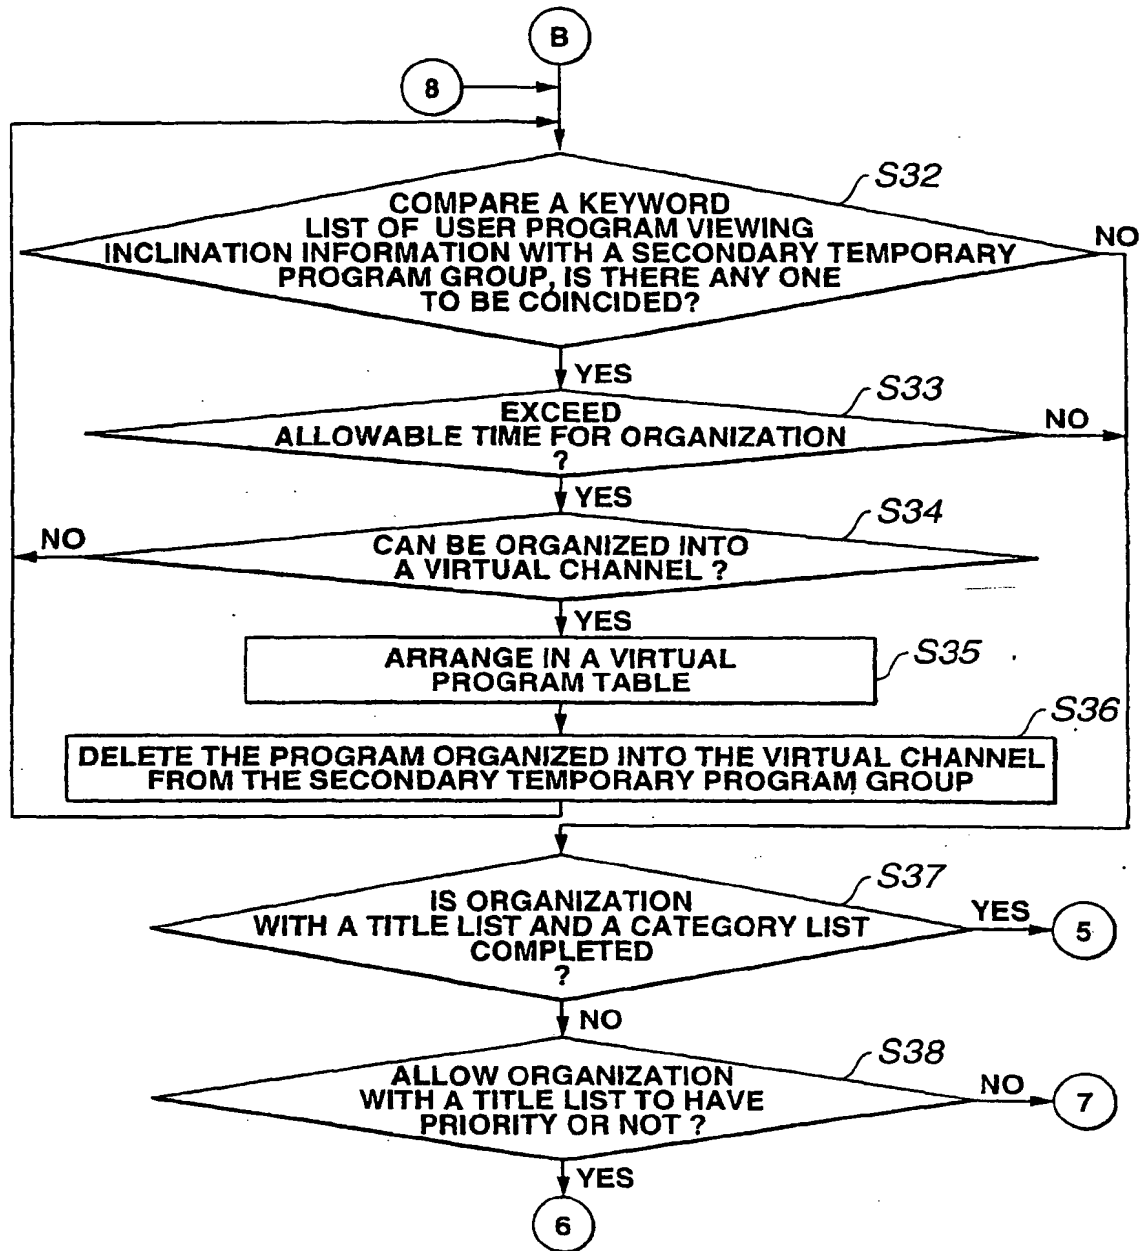 B
8
S32
COMPARE A KEYWORD
LIST OF USER PROGRAM VIEWING
INCLINATION INFORMATION WITH A SECONDARY TEMPORARY
PROGRAM GROUP, IS THERE ANY ONE
TO BE COINCIDED?
NO
YES
S33
EXCEED
ALLOWABLE TIME FOR ORGANIZATION
?
NO
YES
S34
NO
CAN BE ORGANIZED INTO
A VIRTUAL CHANNEL ?
YES
ARRANGE IN A VIRTUAL
PROGRAM TABLE
S35
S36
DELETE THE PROGRAM ORGANIZED INTO THE VIRTUAL CHANNEL
FROM THE SECONDARY TEMPORARY PROGRAM GROUP
S37
IS ORGANIZATION
WITH A TITLE LIST AND A CATEGORY LIST
COMPLETED
?
YES
5
NO
S38
ALLOW ORGANIZATION
WITH A TITLE LIST TO HAVE
PRIORITY OR NOT ?
NO
7
YES
6